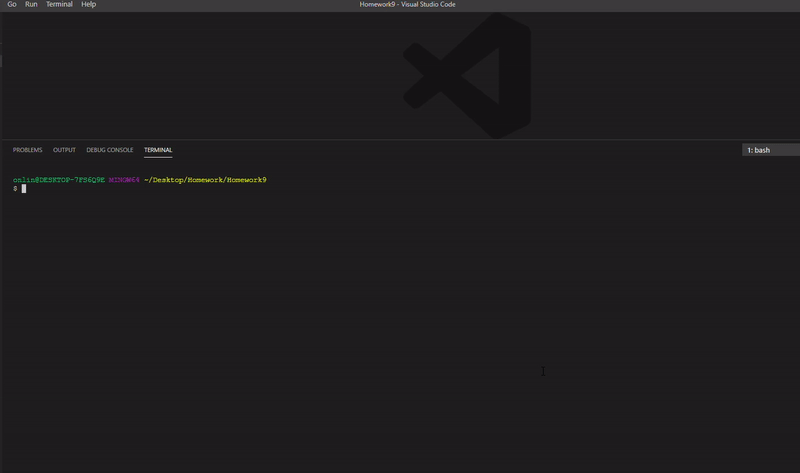 Go Run Terminal Help Homework9 - Visual Studio Code
PROBLEMS OUTPUT DEBUG CONSOLE TERMINAL 1: bash
onlin@DESKTOP-7FS6Q9E MINGW64 ~/Desktop/Homework/Homework9
$